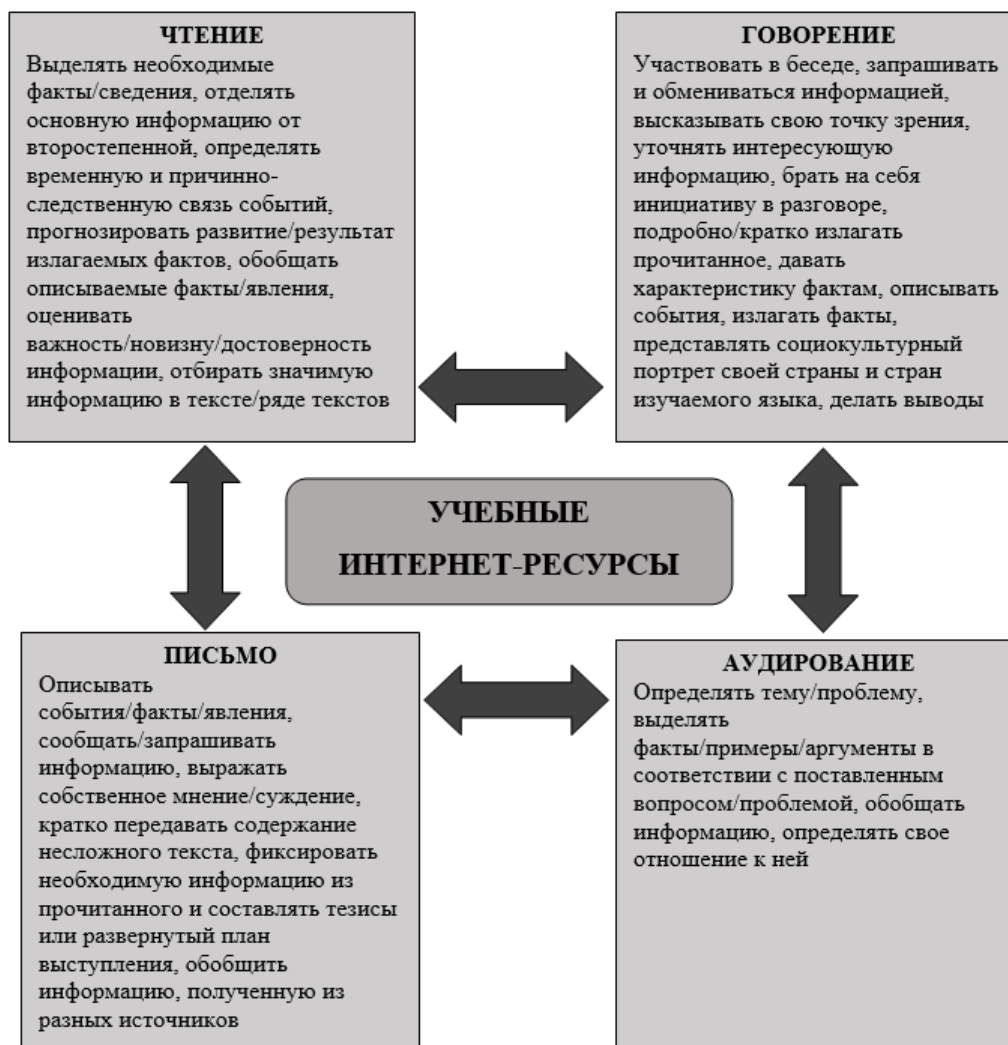 ЧТЕНИЕ
Выделять необходимые
факты/сведения, отделять
основную информацию от
второстепенной, определять
временную и причинно-
следственную связь событий,
прогнозировать развитие/результат
излагаемых фактов, обобщать
описываемые факты/явления,
оценивать
важность/новизну/достоверность
информации, отбирать значимую
информацию в тексте/ряде текстов
ГОВОРЕНИЕ
Участвовать в беседе, запрашивать
и обмениваться информацией,
высказывать свою точку зрения,
уточнять интересующую
информацию, брать на себя
инициативу в разговоре,
подробно/кратко излагать
прочитанное, давать
характеристику фактам, описывать
события, излагать факты,
представлять социокультурный
портрет своей страны и стран
изучаемого языка, делать выводы
УЧЕБНЫЕ
ИНТЕРНЕТ-РЕСУРСЫ
ПИСЬМО
Описывать
события/факты/явления,
сообщать/запрашивать
информацию, выражать
собственное мнение/суждение,
кратко передавать содержание
несложного текста, фиксировать
необходимую информацию из
прочитанного и составлять тезисы
или развернутый план
выступления, обобщить
информацию, полученную из
разных источников
АУДИРОВАНИЕ
Определять тему/проблему,
выделять
факты/примеры/аргументы в
соответствии с поставленным
вопросом/проблемой, обобщать
информацию, определять свое
отношение к ней